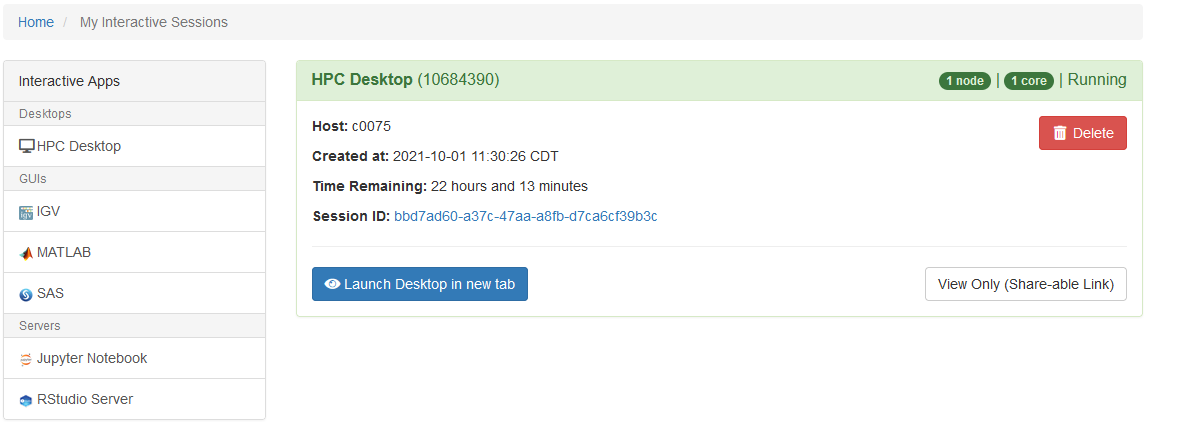 Home / My Interactive Sessions
Interactive Apps
Desktops
HPC Desktop
GUIs
IGV
MATLAB
SAS
Servers
Jupyter Notebook
RStudio Server
HPC Desktop (10684390)
1 node | 1 core | Running
Host: c0075
Delete
Created at: 2021-10-01 11:30:26 CDT
Time Remaining: 22 hours and 13 minutes
Session ID: bbd7ad60-a37c-47aa-a8fb-d7ca6cf39b3c
Launch Desktop in new tab
View Only (Share-able Link)